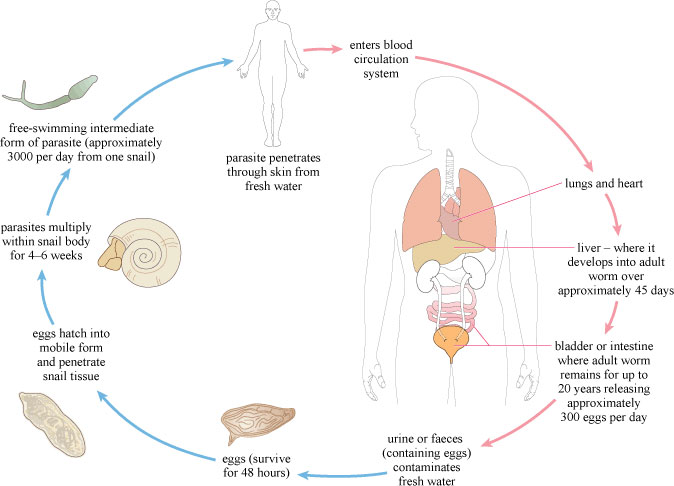 enters blood
circulation
system
parasite penetrates
through skin from
fresh water
lungs and heart
liver – where it
develops into adult
worm over
approximately 45 days
bladder or intestine
where adult worm
remains for up to
20 years releasing
approximately
300 eggs per day
urine or faeces
(containing eggs)
contaminates
fresh water
eggs (survive
for 48 hours)
eggs hatch into
mobile form
and penetrate
snail tissue
parasites multiply
within snail body
for 4–6 weeks
free-swimming intermediate
form of parasite (approximately
3000 per day from one snail)